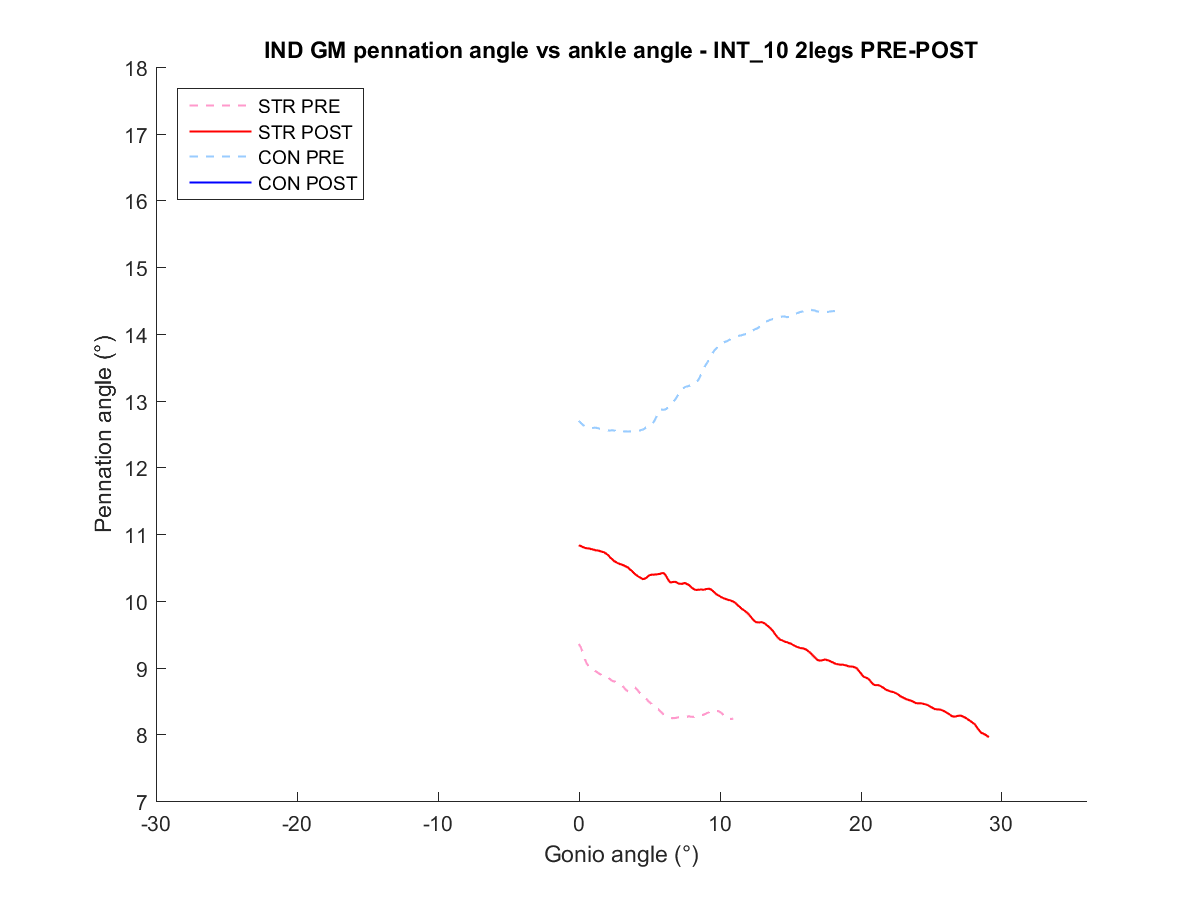 IND GM pennation angle vs ankle angle - INT_10 2legs PRE-POST
18
17
16
15
14
13
12
11
10
9
8
7
Pennation angle (°)
STR PRE
STR POST
CON PRE
CON POST
-30 -20 -10 0 10 20 30
Gonio angle (°)